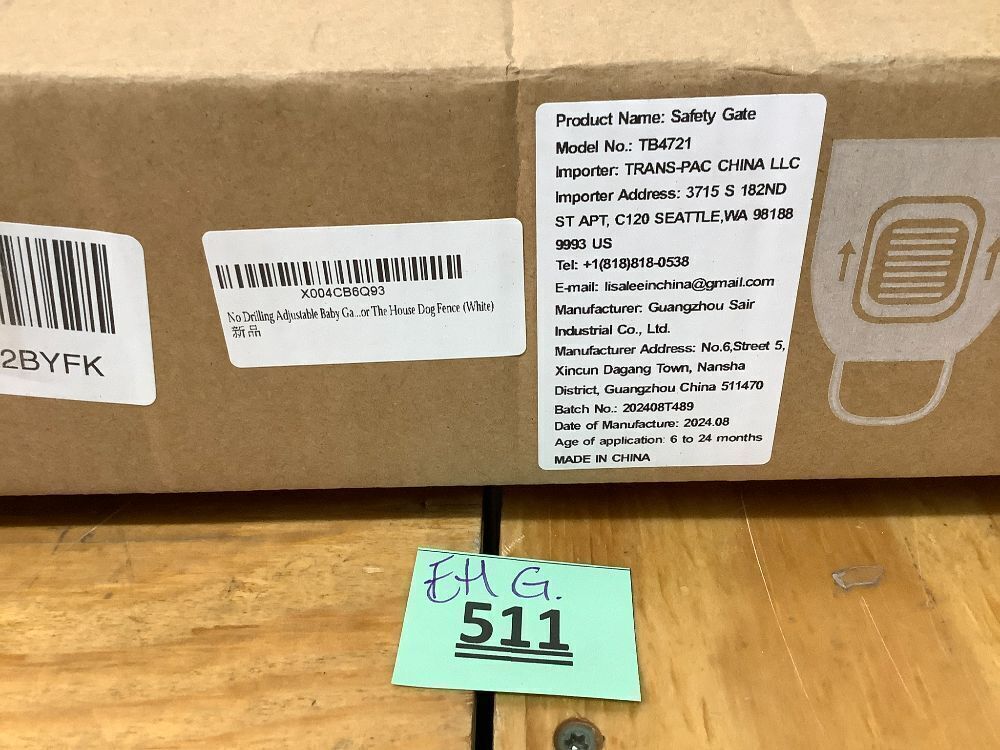 2BYFK
X004CB6Q93
No Drilling Adjustable Baby Ga...or The House Dog Fence (White)
新品
Product Name: Safety Gate
Model No.: TB4721
Importer: TRANS-PAC CHINA LLC
Importer Address: 3715 S 182ND
ST APT, C120 SEATTLE,WA 98188
9993 US
Tel: +1(818)818-0538
E-mail: lisaleeinchina@gmail.com
Manufacturer: Guangzhou Sair
Industrial Co., Ltd.
Manufacturer Address: No.6,Street 5,
Xincun Dagang Town, Nansha
District, Guangzhou China 511470
Batch No.: 202408T489
Date of Manufacture: 2024.08
Age of application: 6 to 24 months
MADE IN CHINA
EH G.
511